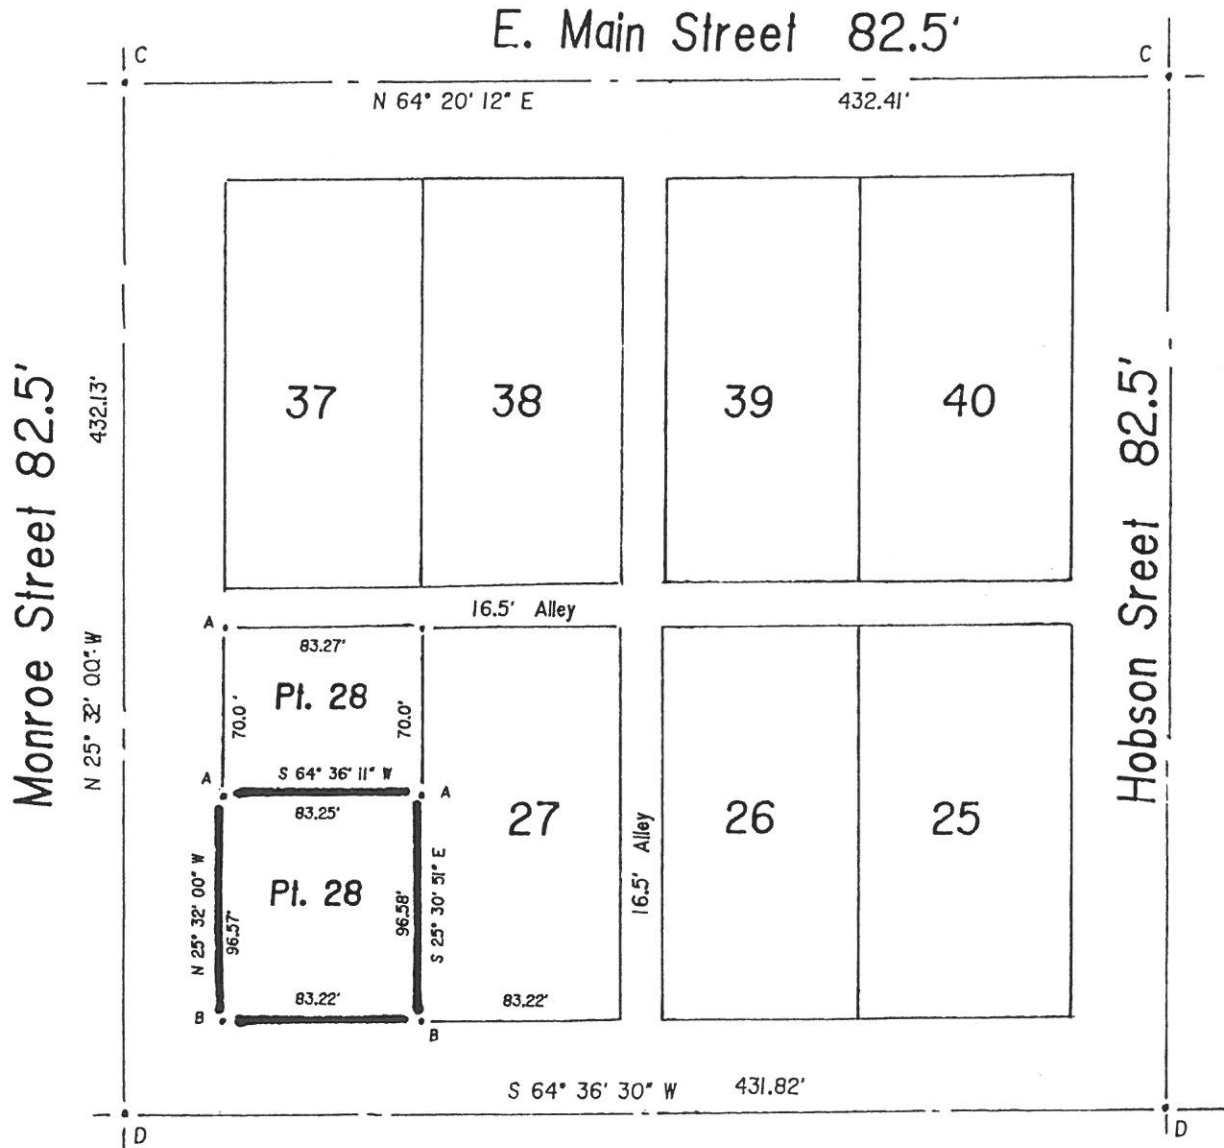 E. Main Street 82.5'
C
C
N 64° 20' 12" E
432.41'
37
38
39
40
Monroe Street 82.5'
432.13'
N 25° 32' 00" W
Hobson Sreet 82.5'
16.5' Alley
A
83.27'
Pt. 28
70.0'
70.0'
A
S 64° 36' 11" W
A
83.25'
27
16.5' Alley
26
25
Pt. 28
N 25° 32' 00" W
96.57'
96.58'
S 25° 30' 51" E
83.22'
83.22'
B
B
S 64° 36' 30" W
431.82'
D
D